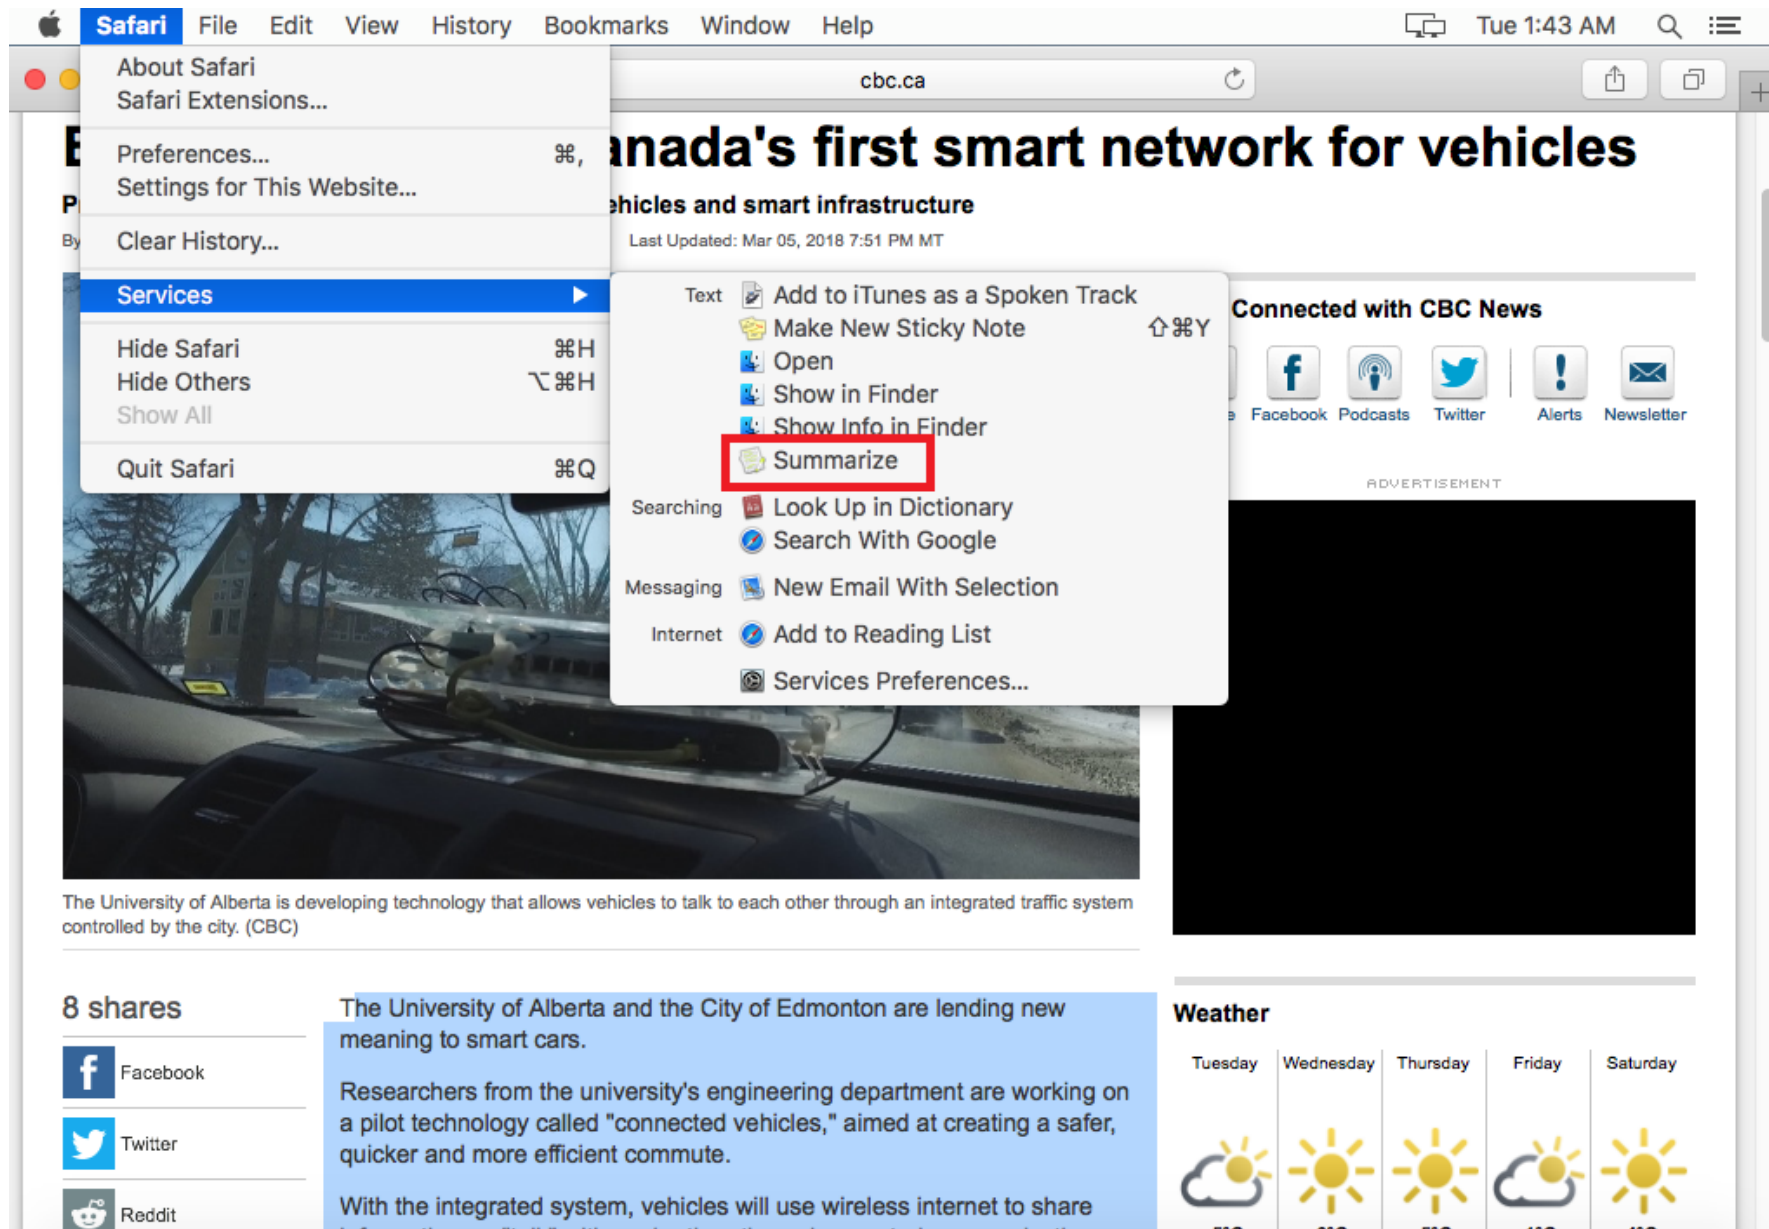 Safari File Edit View History Bookmarks Window Help Tue 1:43 AM
About Safari
Safari Extensions...
Preferences... ⌘,
Settings for This Website...
Clear History...
Services
Hide Safari ⌘H
Hide Others ⌥⌘H
Show All
Quit Safari ⌘Q
cbc.ca
anada's first smart network for vehicles
ehicles and smart infrastructure
By
Last Updated: Mar 05, 2018 7:51 PM MT
Text Add to iTunes as a Spoken Track
Make New Sticky Note ⇧⌘Y
Open
Show in Finder
Show Info in Finder
Summarize
Searching Look Up in Dictionary
Search With Google
Messaging New Email With Selection
Internet Add to Reading List
Services Preferences...
Connected with CBC News
Facebook Podcasts Twitter Alerts Newsletter
ADVERTISEMENT
The University of Alberta is developing technology that allows vehicles to talk to each other through an integrated traffic system
controlled by the city. (CBC)
8 shares
Facebook
Twitter
Reddit
The University of Alberta and the City of Edmonton are lending new
meaning to smart cars.
Researchers from the university's engineering department are working on
a pilot technology called "connected vehicles," aimed at creating a safer,
quicker and more efficient commute.
With the integrated system, vehicles will use wireless internet to share
Weather
Tuesday Wednesday Thursday Friday Saturday